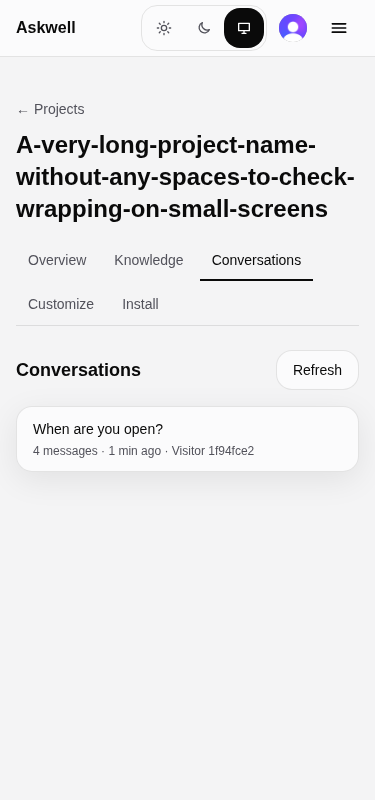 Askwell
← Projects
A-very-long-project-name-
without-any-spaces-to-check-
wrapping-on-small-screens
Overview Knowledge Conversations
Customize Install
Conversations Refresh
When are you open?
4 messages · 1 min ago · Visitor 1f94fce2